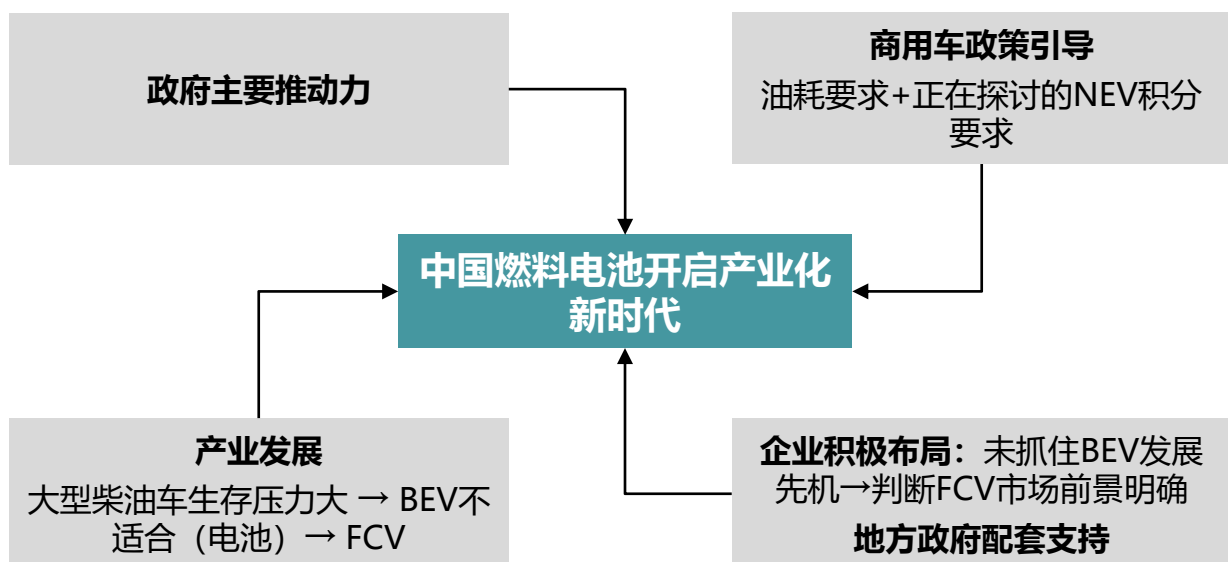 政府主要推动力
商用车政策引导
油耗要求+正在探讨的NEV积分
要求
中国燃料电池开启产业化
新时代
产业发展
大型柴油车生存压力大 → BEV不
适合（电池）→ FCV
企业积极布局：未抓住BEV发展
先机→判断FCV市场前景明确
地方政府配套支持